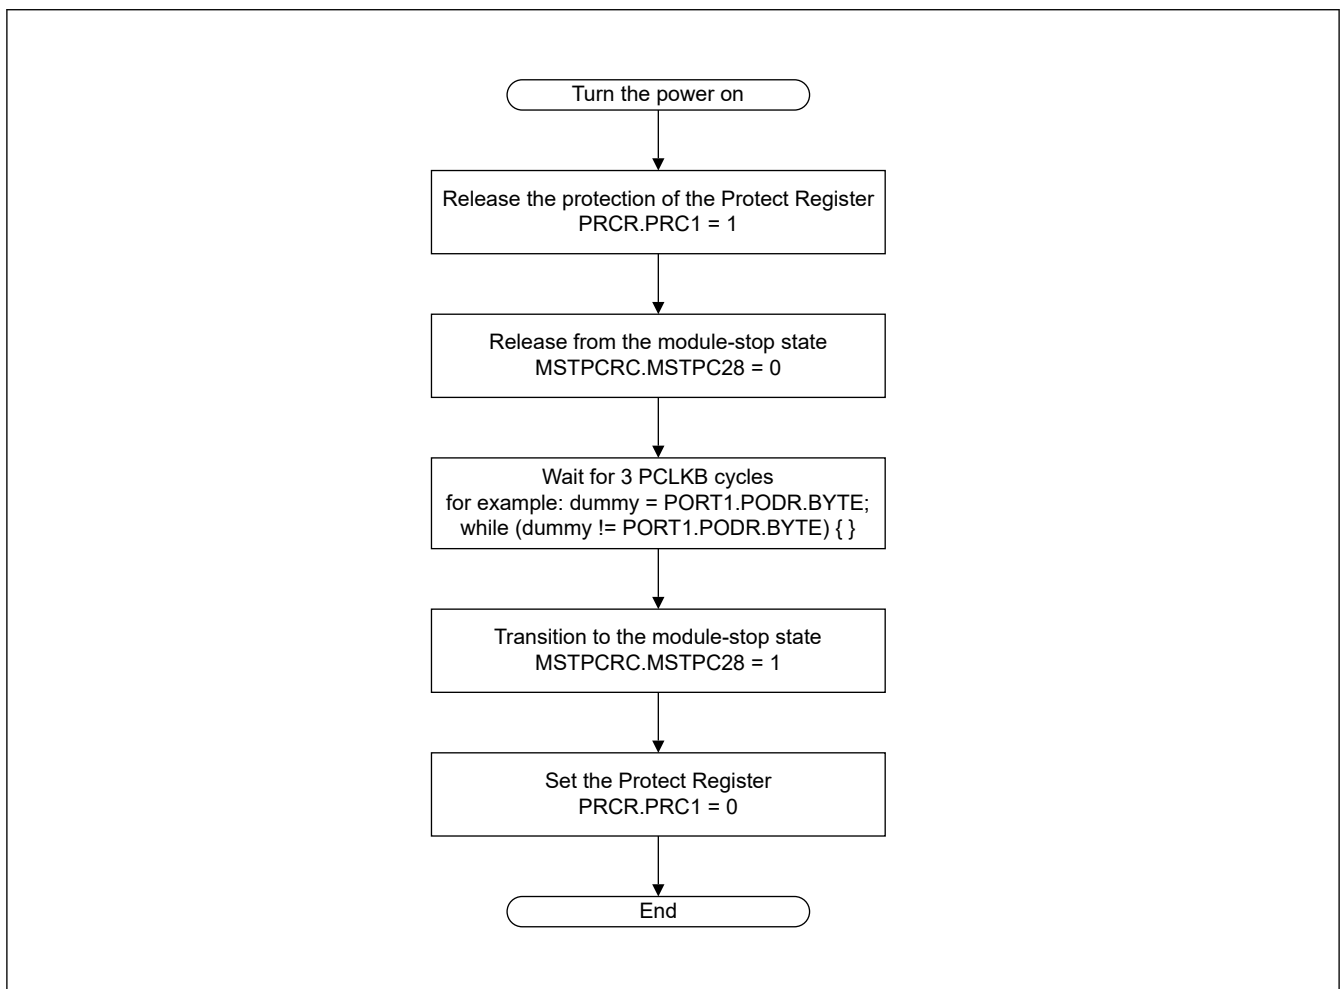 Turn the power on
Release the protection of the Protect Register
PRCR.PRC1 = 1
Release from the module-stop state
MSTPCRC.MSTPC28 = 0
Wait for 3 PCLKB cycles
for example: dummy = PORT1.PODR.BYTE;
while (dummy != PORT1.PODR.BYTE) { }
Transition to the module-stop state
MSTPCRC.MSTPC28 = 1
Set the Protect Register
PRCR.PRC1 = 0
End